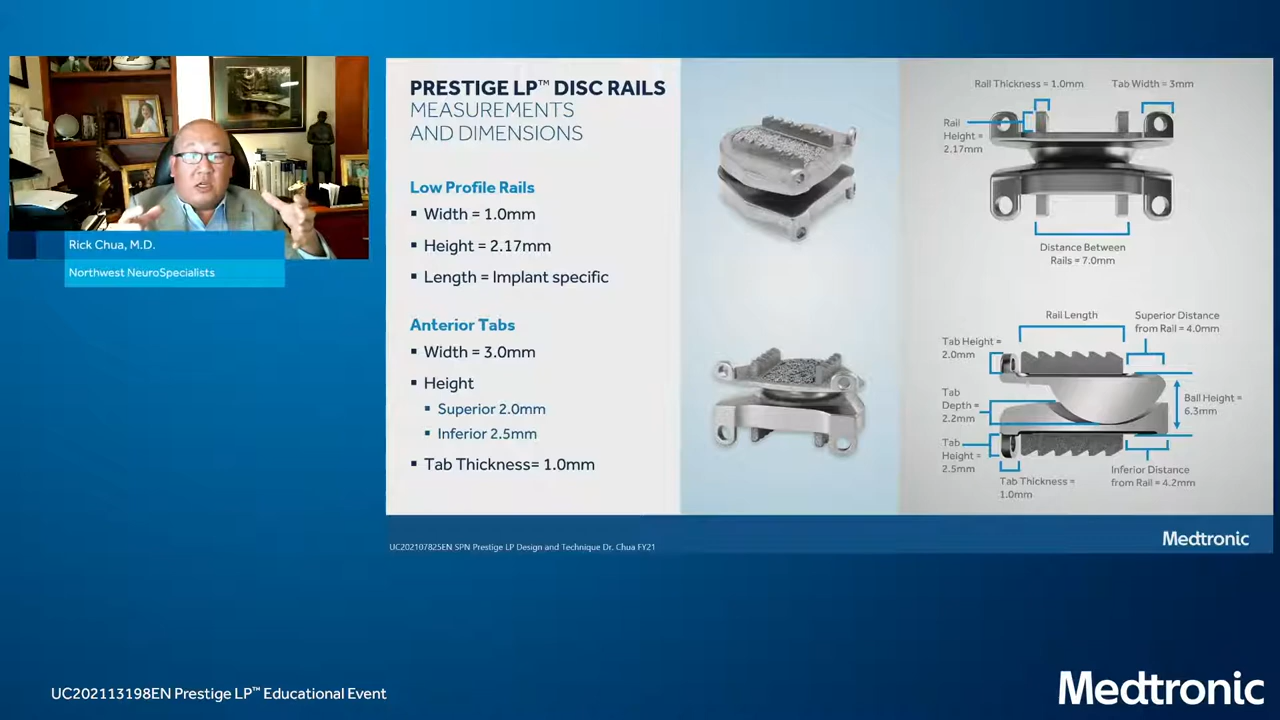 Rick Chua, M.D.
Northwest NeuroSpecialists
PRESTIGE LP™ DISC RAILS
MEASUREMENTS
AND DIMENSIONS
Low Profile Rails
▪ Width = 1.0mm
▪ Height = 2.17mm
▪ Length = Implant specific
Anterior Tabs
▪ Width = 3.0mm
▪ Height
▪ Superior 2.0mm
▪ Inferior 2.5mm
▪ Tab Thickness= 1.0mm
Rail Thickness = 1.0mm
Tab Width = 3mm
Rail
Height =
2.17mm
Distance Between
Rails = 7.0mm
Rail Length
Superior Distance
from Rail = 4.0mm
Tab Height =
2.0mm
Tab
Depth =
2.2mm
Ball Height =
6.3mm
Tab
Height =
2.5mm
Tab Thickness =
1.0mm
Inferior Distance
from Rail = 4.2mm
UC202107825EN SPN Prestige LP Design and Technique Dr. Chua FY21
Medtronic
UC202113198EN Prestige LP™ Educational Event
Medtronic